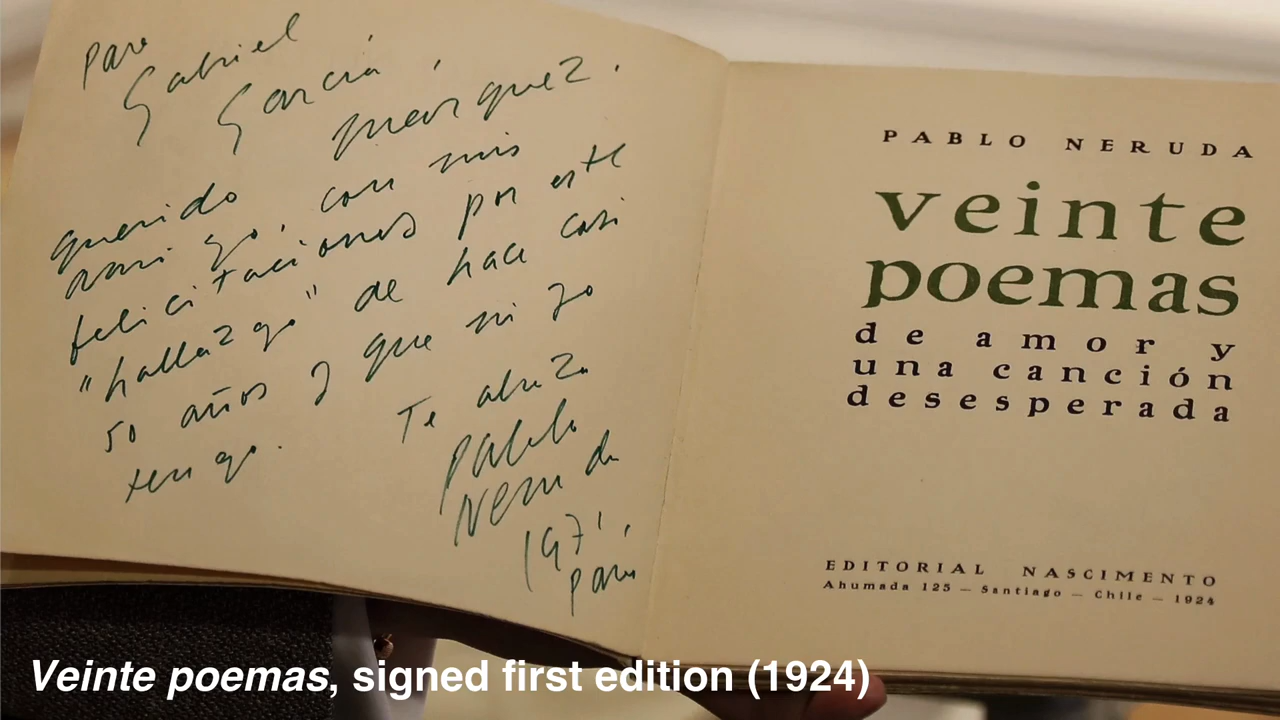 para
Gabriel
García
Márquez.
querido
amigo, con mis
felicitaciones por este
"hallazgo" de hace casi
50 años y que ni yo
tengo.
Te abraza
Pablo
Neruda
1971,
Paris
PABLO NERUDA
veinte
poemas
de amor y
una canción
desesperada
EDITORIAL NASCIMENTO
Ahumada 125 — Santiago — Chile — 1924
Veinte poemas, signed first edition (1924)